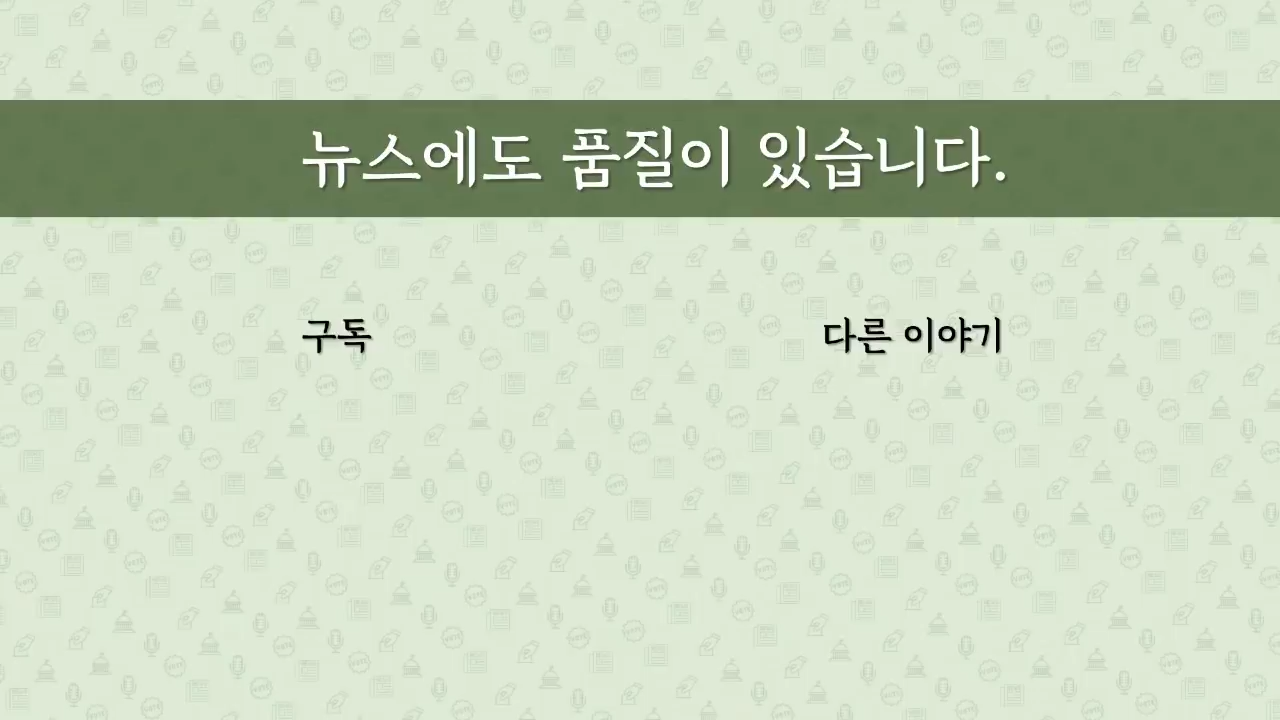 뉴스에도 품질이 있습니다.
구독
다른 이야기